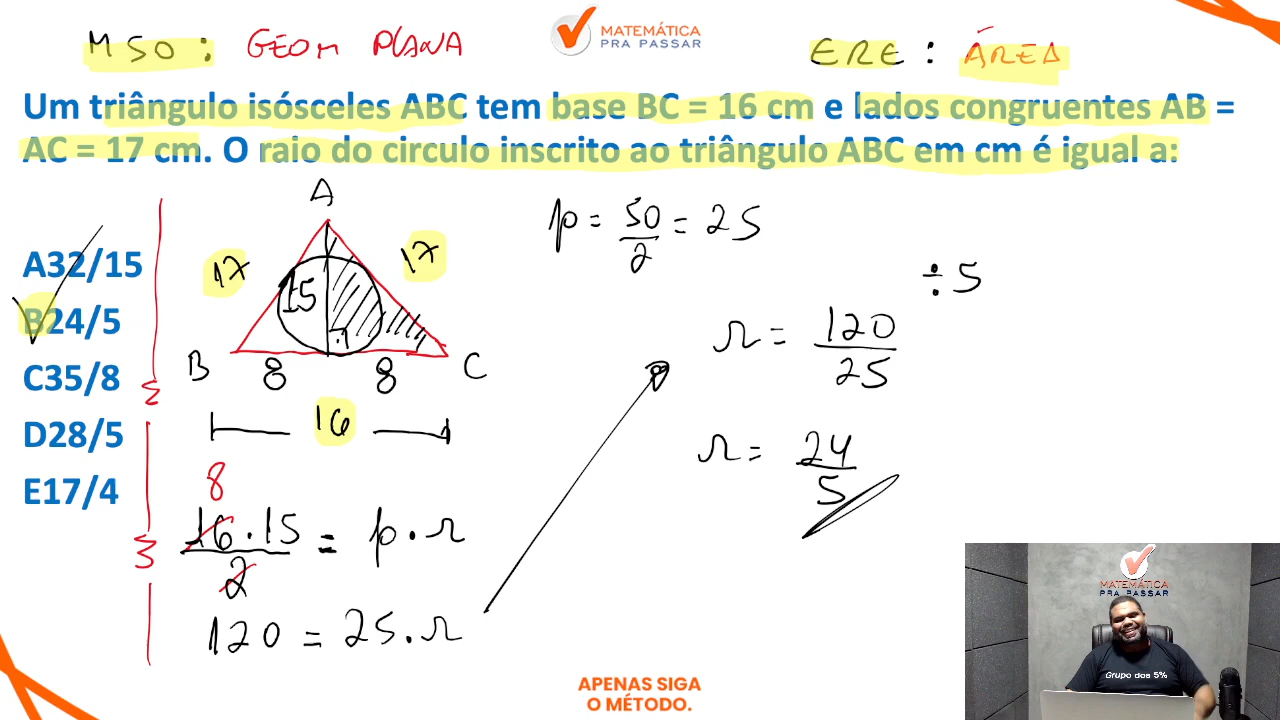 MSO : GEOM PLANA
MATEMÁTICA
PRA PASSAR
ERE : ÁREA
Um triângulo isósceles ABC tem base BC = 16 cm e lados congruentes AB =
AC = 17 cm. O raio do circulo inscrito ao triângulo ABC em cm é igual a:
A32/15
B24/5
C35/8
D28/5
E17/4
A
17
17
15
B
8
8
C
16
8
16 . 15 = p . r
2
120 = 25 . r
p = 50 = 25
2
÷ 5
r = 120
25
r = 24
5
MATEMÁTICA
PRA PASSAR
Grupo dos 5%
APENAS SIGA
O MÉTODO.